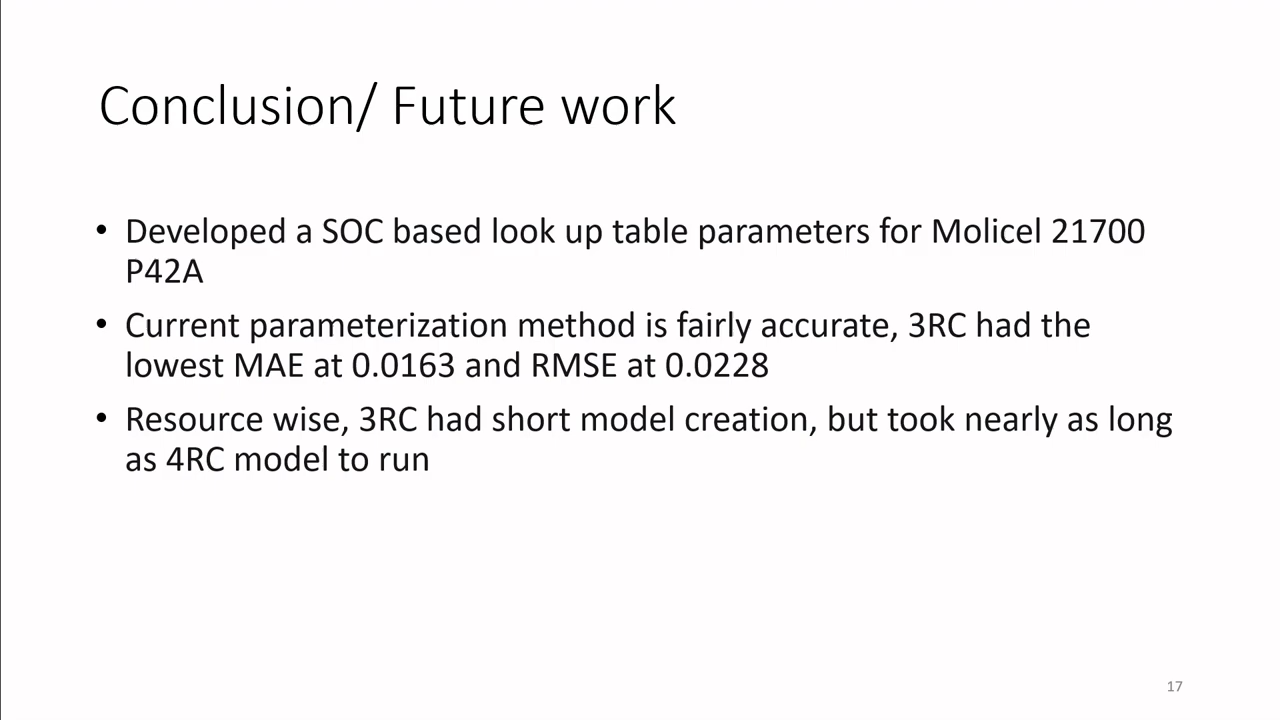 Conclusion/ Future work
• Developed a SOC based look up table parameters for Molicel 21700
P42A
• Current parameterization method is fairly accurate, 3RC had the
lowest MAE at 0.0163 and RMSE at 0.0228
• Resource wise, 3RC had short model creation, but took nearly as long
as 4RC model to run
17